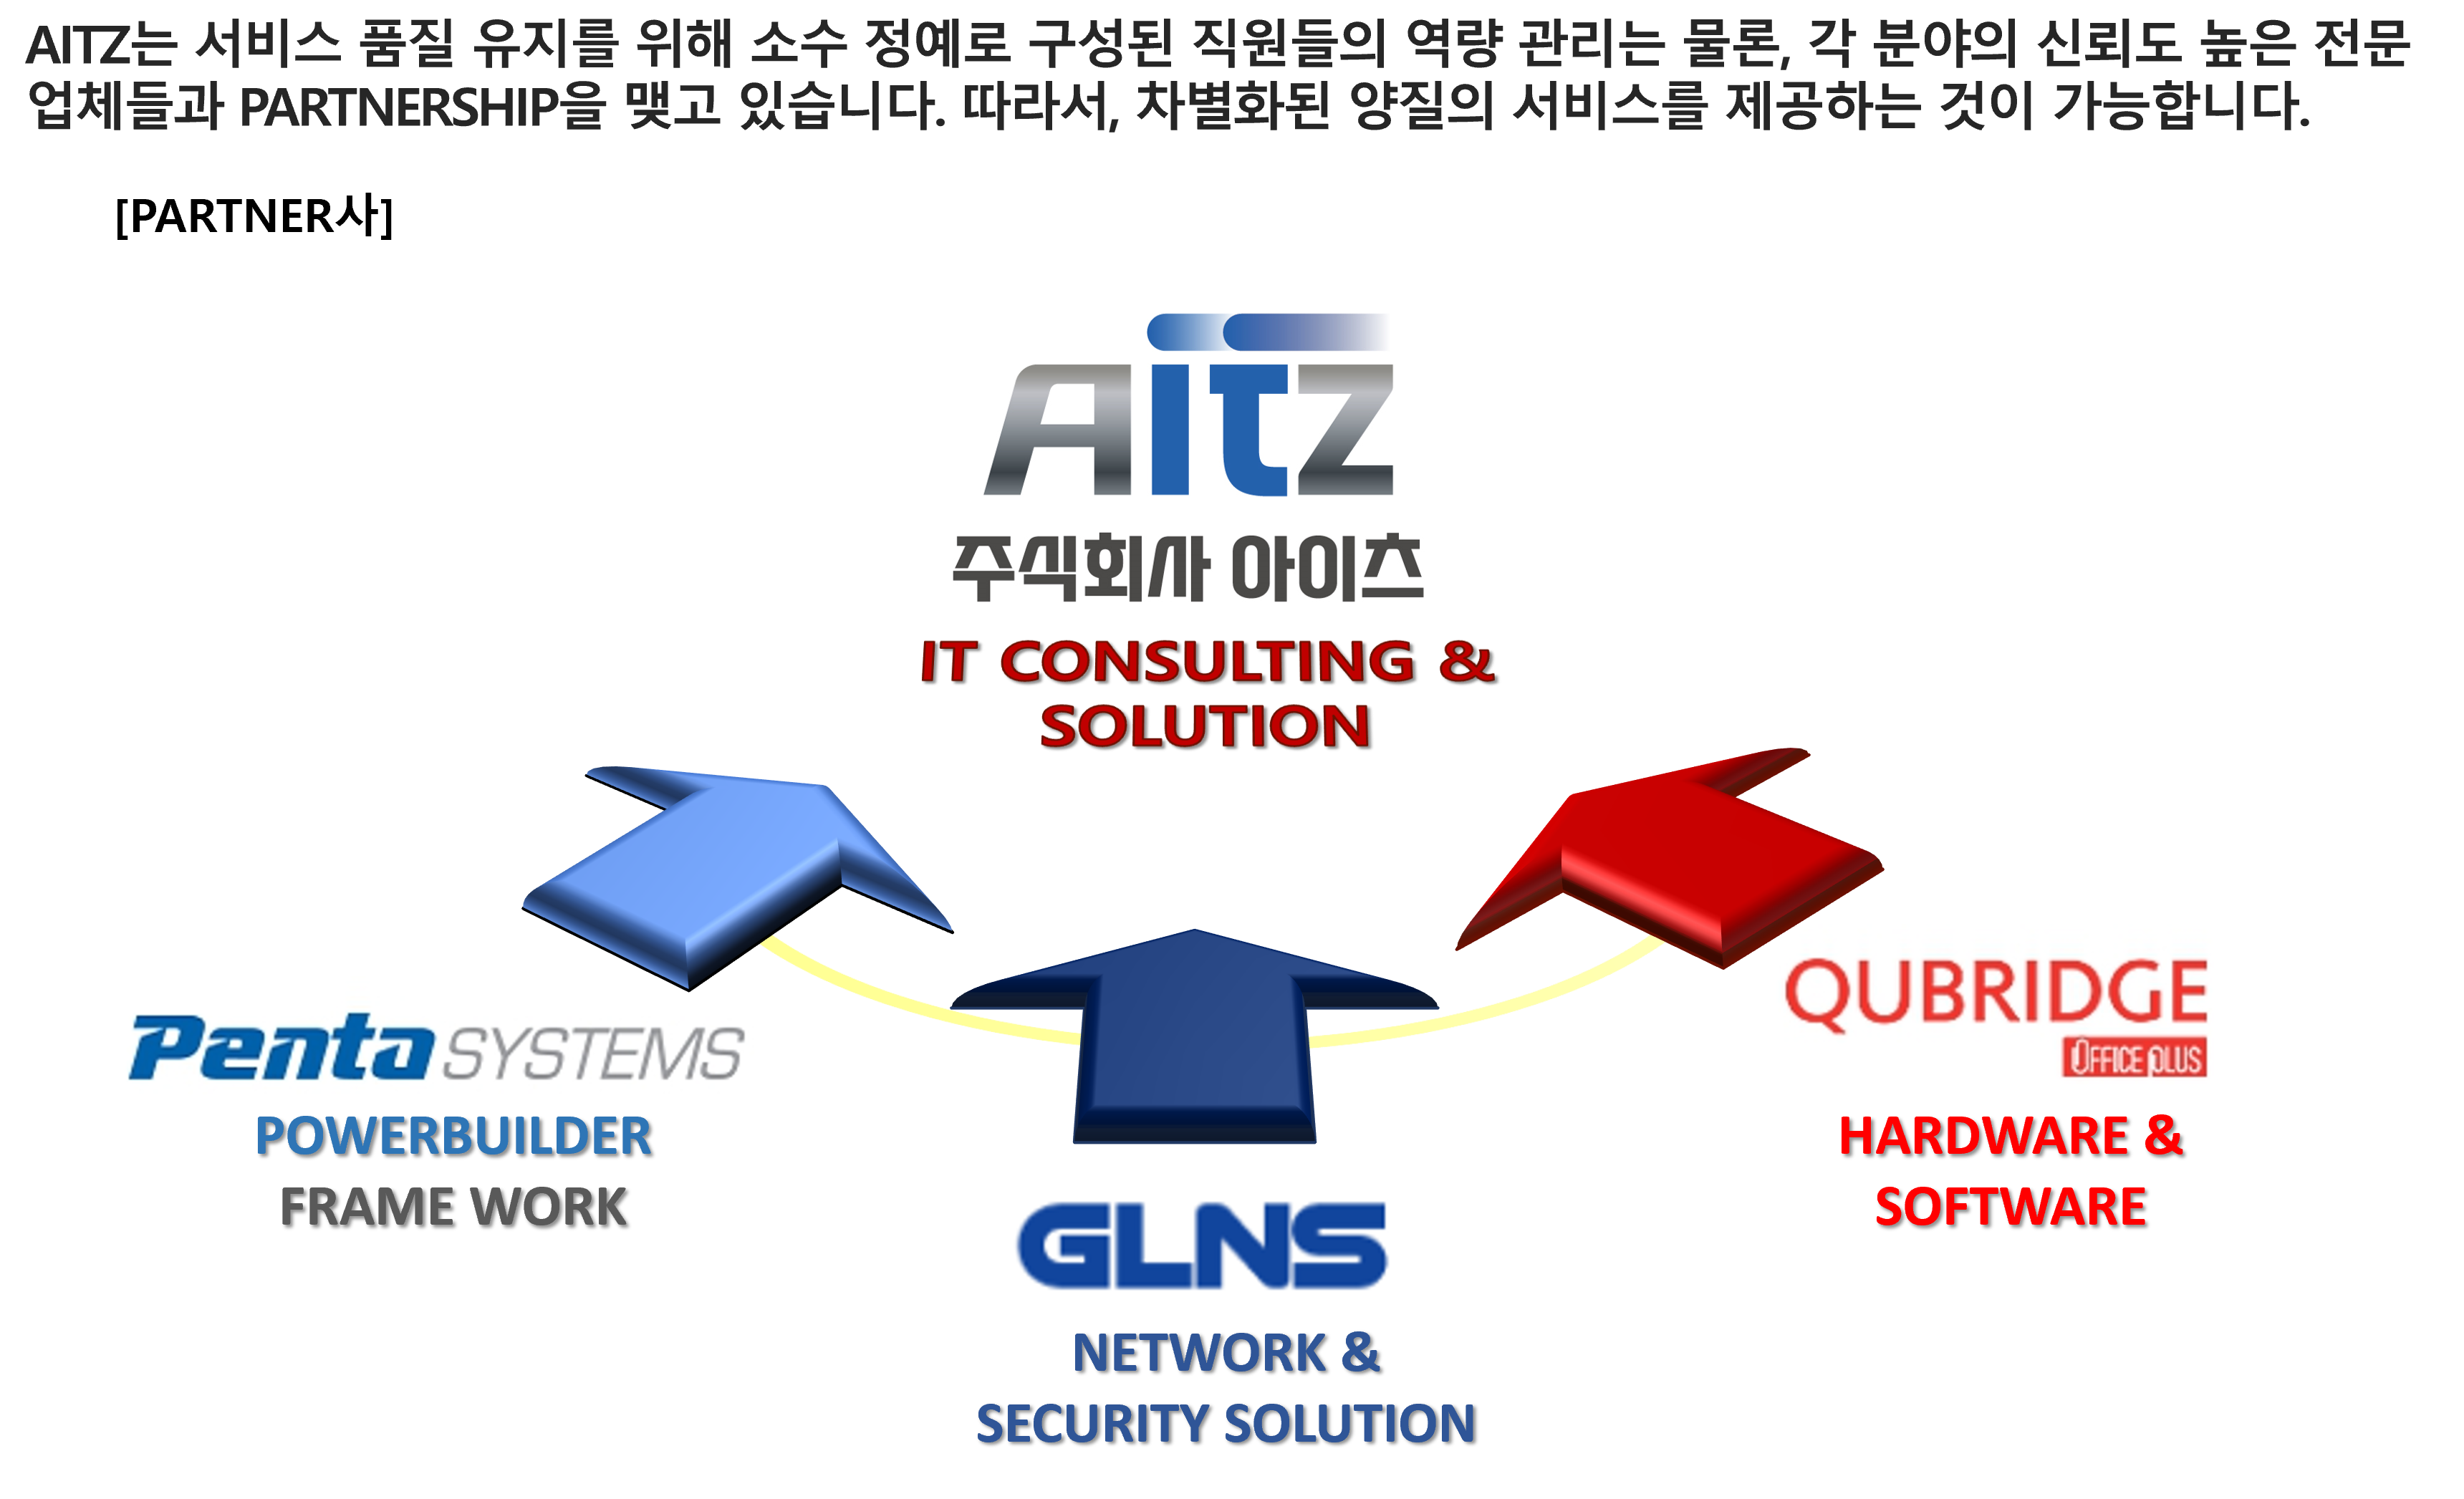 AITZ는 서비스 품질 유지를 위해 소수 정예로 구성된 직원들의 역량 관리는 물론, 각 분야의 신뢰도 높은 전문
업체들과 PARTNERSHIP을 맺고 있습니다. 따라서, 차별화된 양질의 서비스를 제공하는 것이 가능합니다.
[PARTNER사]
AITZ
주식회사 아이츠
IT CONSULTING &
SOLUTION
Penta SYSTEMS
POWERBUILDER
FRAME WORK
QUBRIDGE
OFFICE PLUS
HARDWARE &
SOFTWARE
GLNS
NETWORK &
SECURITY SOLUTION